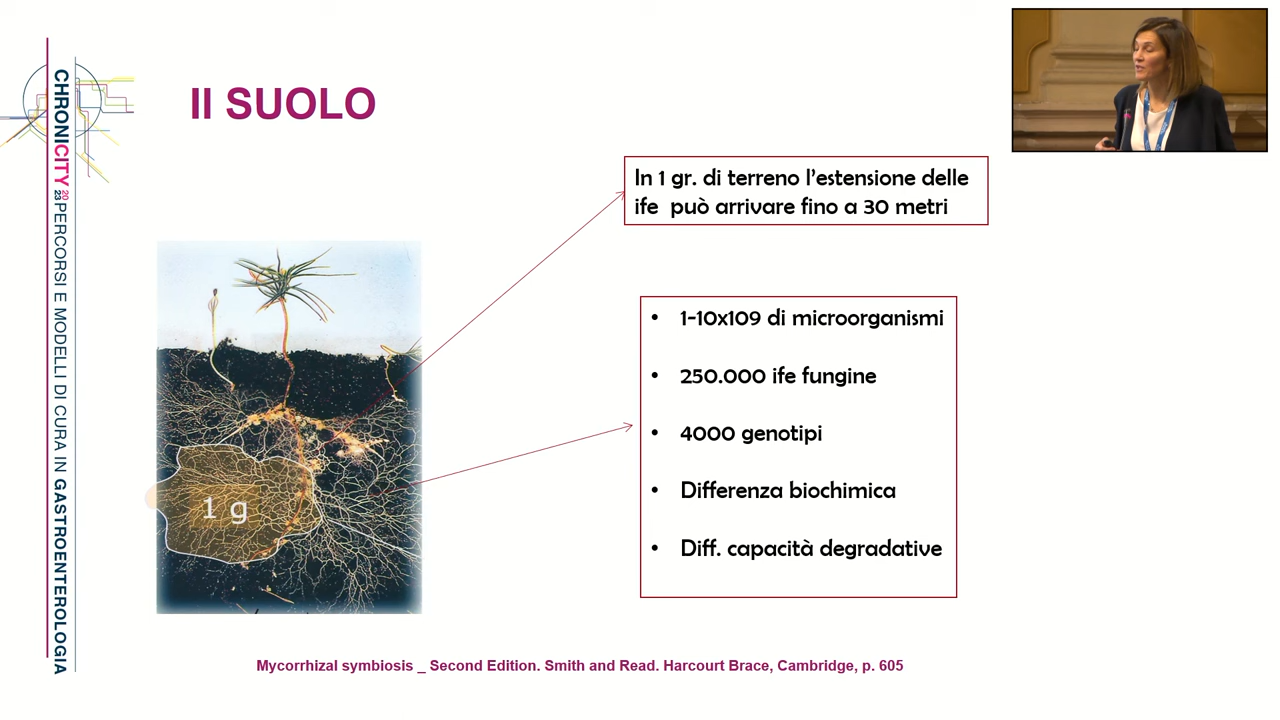 CHRONICITY 2023
PERCORSI E MODELLI DI CURA IN GASTROENTEROLOGIA
Il SUOLO
In 1 gr. di terreno l'estensione delle
ife può arrivare fino a 30 metri
• 1-10x109 di microorganismi
• 250.000 ife fungine
• 4000 genotipi
• Differenza biochimica
• Diff. capacità degradative
1 g
Mycorrhizal symbiosis _ Second Edition. Smith and Read. Harcourt Brace, Cambridge, p. 605